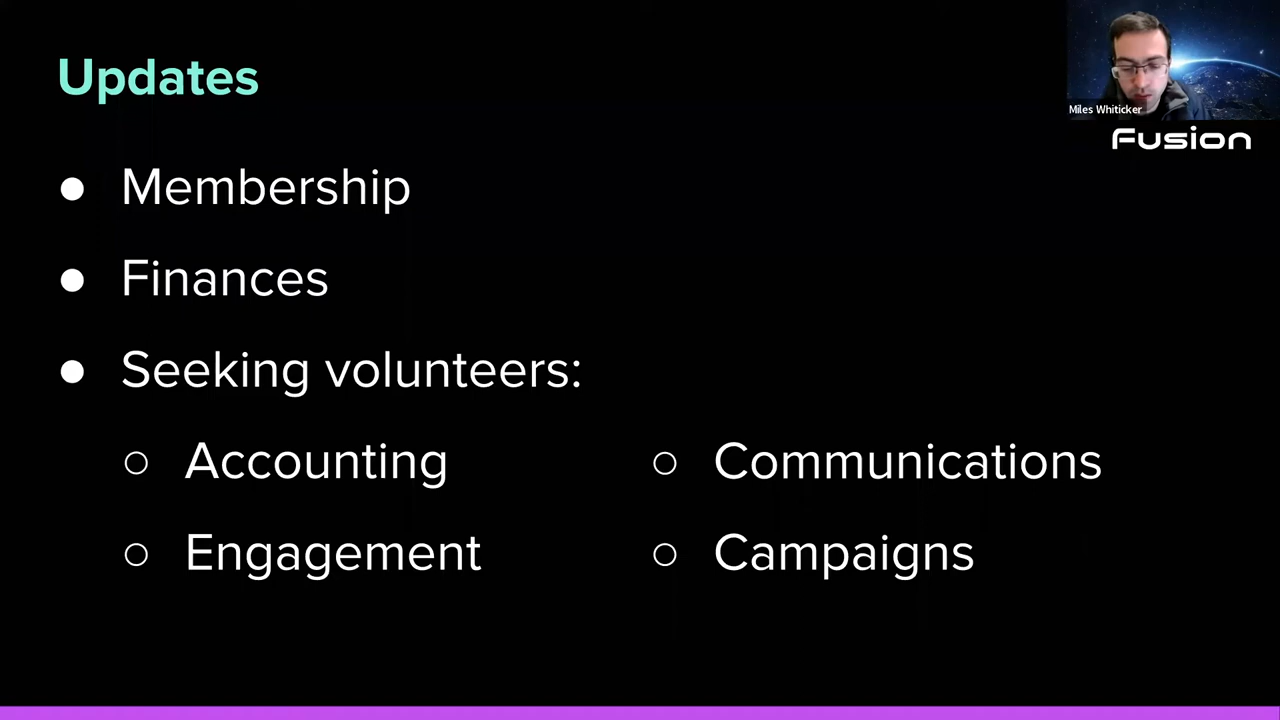 Updates
Miles Whiticker
Fusion
● Membership
● Finances
● Seeking volunteers:
○ Accounting
○ Communications
○ Engagement
○ Campaigns